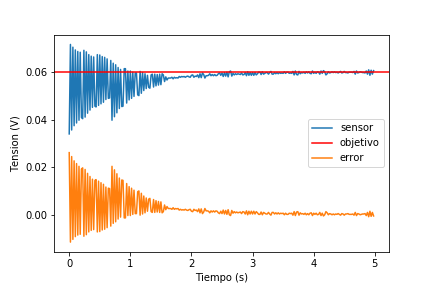 0.06
0.04
0.02
0.00
Tension (V)
sensor
objetivo
error
0 1 2 3 4 5
Tiempo (s)